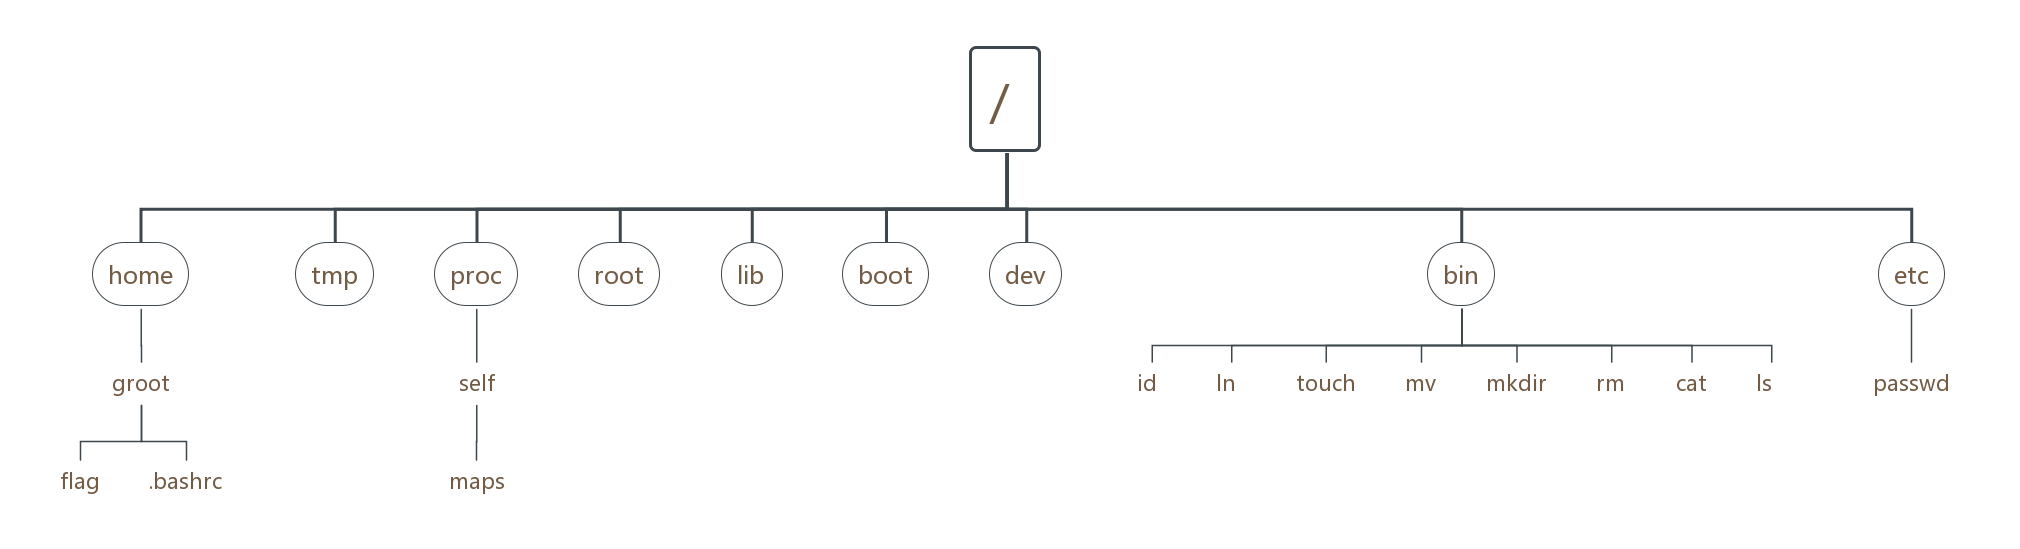 /
home tmp proc root lib boot dev bin etc
groot self id ln touch mv mkdir rm cat ls passwd
flag .bashrc maps